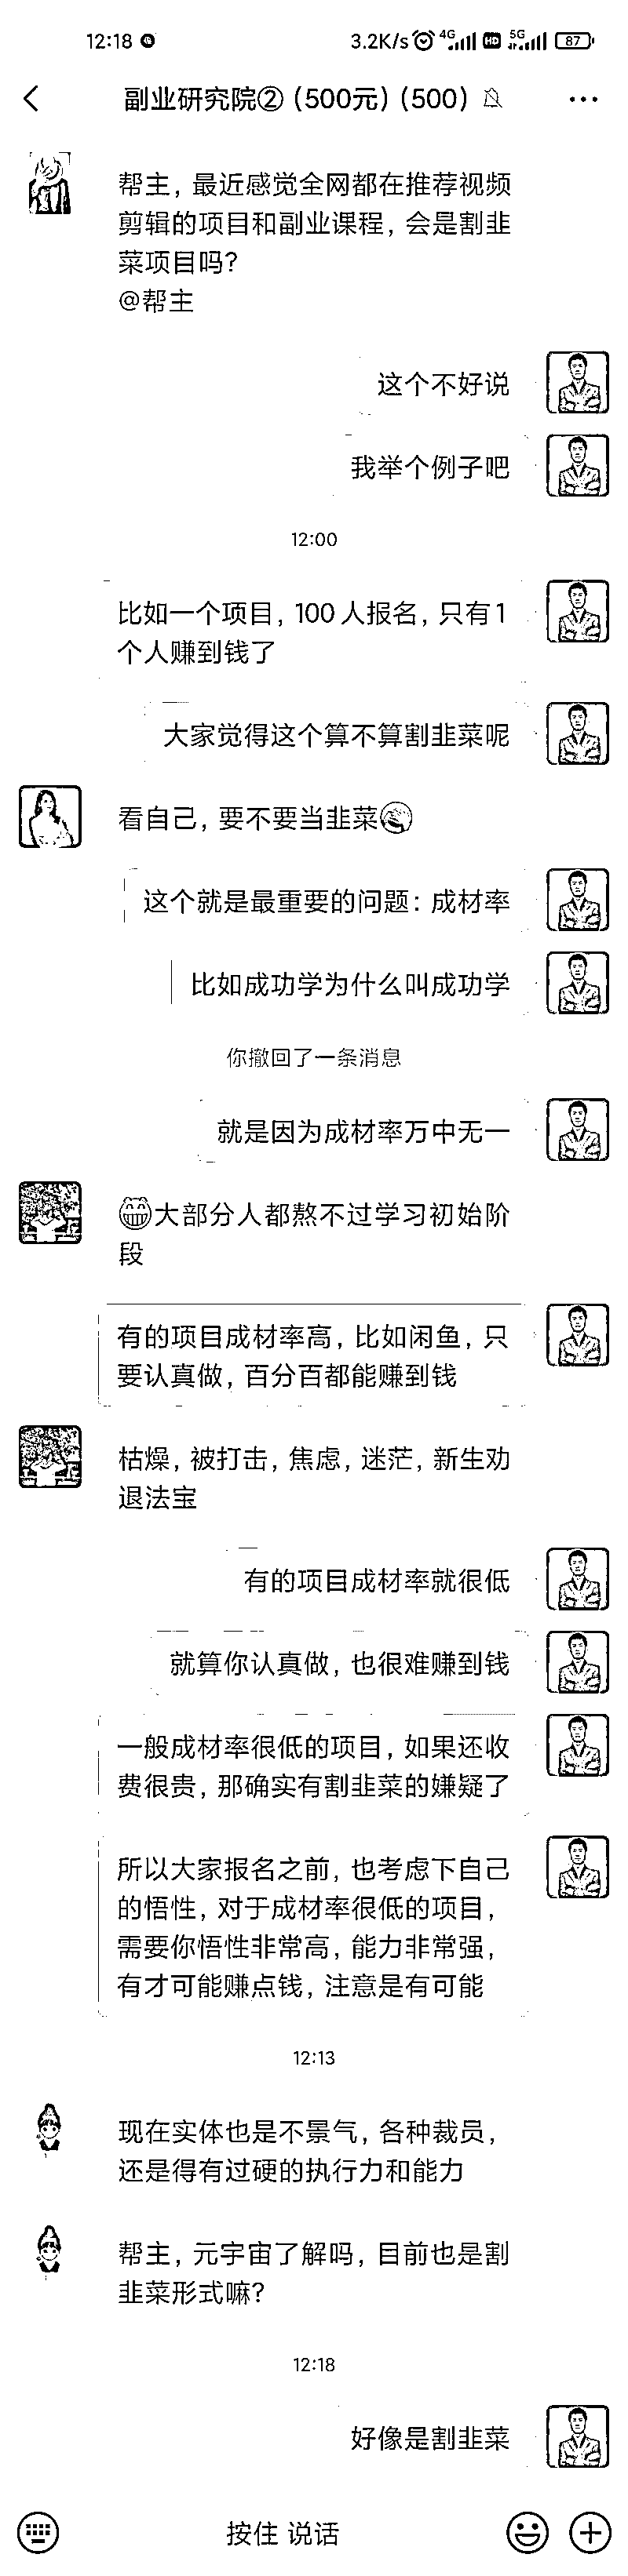 12:18
3.2K/s 4G HD 5G 87
副业研究院②（500元）(500)
帮主，最近感觉全网都在推荐视频
剪辑的项目和副业课程，会是割韭
菜项目吗？
@帮主
这个不好说
我举个例子吧
12:00
比如一个项目，100人报名，只有1
个人赚到钱了
大家觉得这个算不算割韭菜呢
看自己，要不要当韭菜
这个就是最重要的问题：成材率
比如成功学为什么叫成功学
你撤回了一条消息
就是因为成材率万中无一
大部分人都熬不过学习初始阶
段
有的项目成材率高，比如闲鱼，只
要认真做，百分百都能赚到钱
枯燥，被打击，焦虑，迷茫，新生劝
退法宝
有的项目成材率就很低
就算你认真做，也很难赚到钱
一般成材率很低的项目，如果还收
费很贵，那确实有割韭菜的嫌疑了
所以大家报名之前，也考虑下自己
的悟性，对于成材率很低的项目，
需要你悟性非常高，能力非常强，
有才可能赚点钱，注意是有可能
12:13
现在实体也是不景气，各种裁员，
还是得有过硬的执行力和能力
帮主，元宇宙了解吗，目前也是割
韭菜形式嘛？
12:18
好像是割韭菜
按住 说话